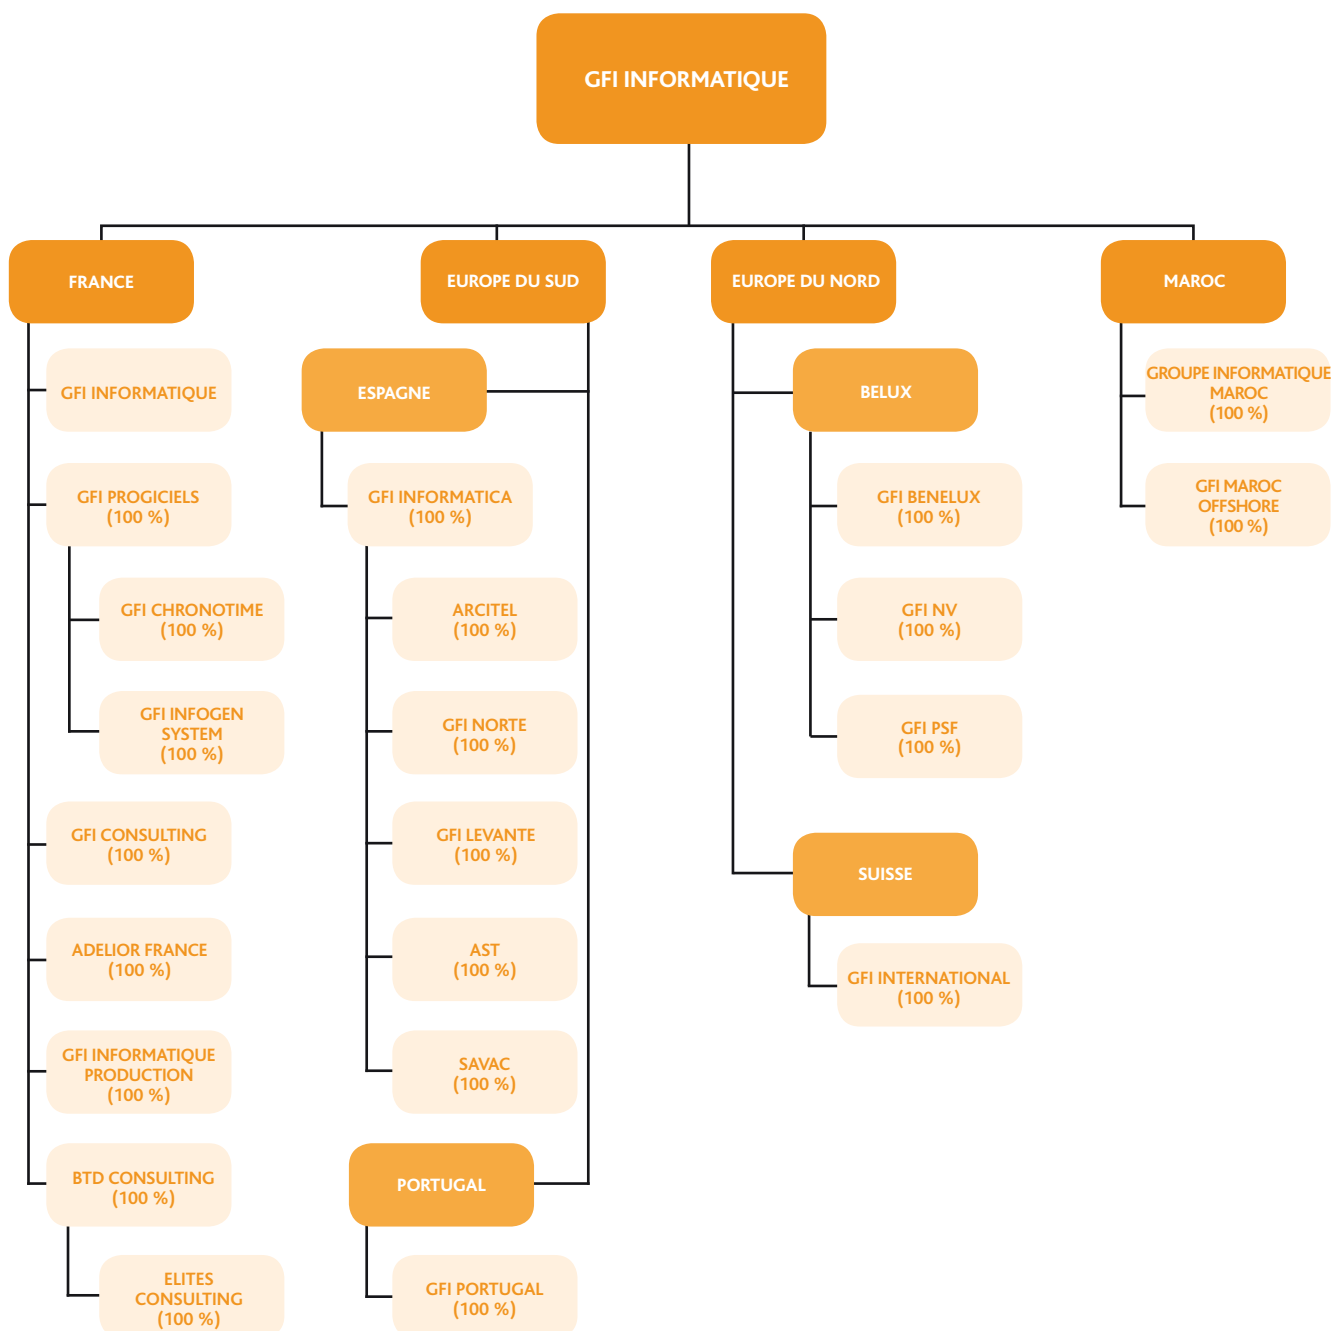 GFI INFORMATIQUE
FRANCE
GFI INFORMATIQUE
GFI PROGICIELS
(100 %)
GFI CHRONOTIME
(100 %)
GFI INFOGEN
SYSTEM
(100 %)
GFI CONSULTING
(100 %)
ADELIOR FRANCE
(100 %)
GFI INFORMATIQUE
PRODUCTION
(100 %)
BTD CONSULTING
(100 %)
ELITES
CONSULTING
(100 %)
EUROPE DU SUD
ESPAGNE
GFI INFORMATICA
(100 %)
ARCITEL
(100 %)
GFI NORTE
(100 %)
GFI LEVANTE
(100 %)
AST
(100 %)
SAVAC
(100 %)
PORTUGAL
GFI PORTUGAL
(100 %)
EUROPE DU NORD
BELUX
GFI BENELUX
(100 %)
GFI NV
(100 %)
GFI PSF
(100 %)
SUISSE
GFI INTERNATIONAL
(100 %)
MAROC
GROUPE INFORMATIQUE
MAROC
(100 %)
GFI MAROC
OFFSHORE
(100 %)